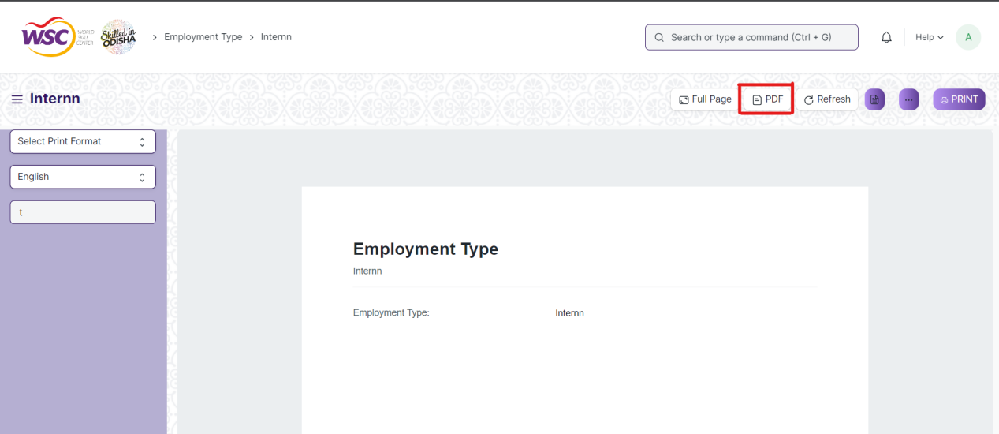 WSC WORLD SKILL CENTER Skilled in ODISHA > Employment Type > Internn Search or type a command (Ctrl + G) Help A
Internn Full Page PDF Refresh ... PRINT
Select Print Format
English
t
Employment Type
Internn
Employment Type: Internn